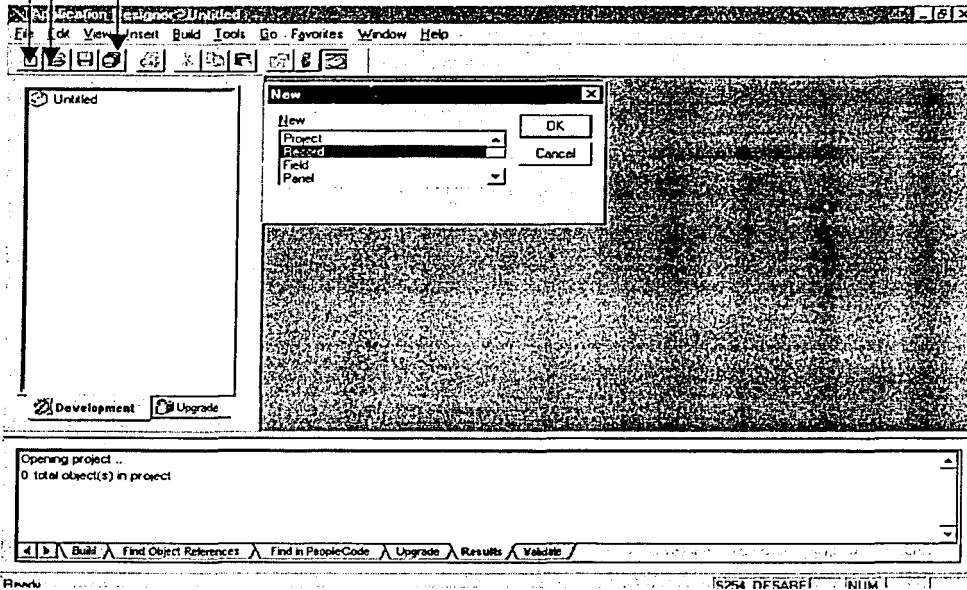 Application Designer - Untitled
File Edit View Insert Build Tools Go Favorites Window Help
Untitled
New
New
Project
Record
Field
Panel
OK
Cancel
Development
Upgrade
Opening project ..
0 total object(s) in project
Build
Find Object References
Find in PeopleCode
Upgrade
Results
Validate
Ready
NUM